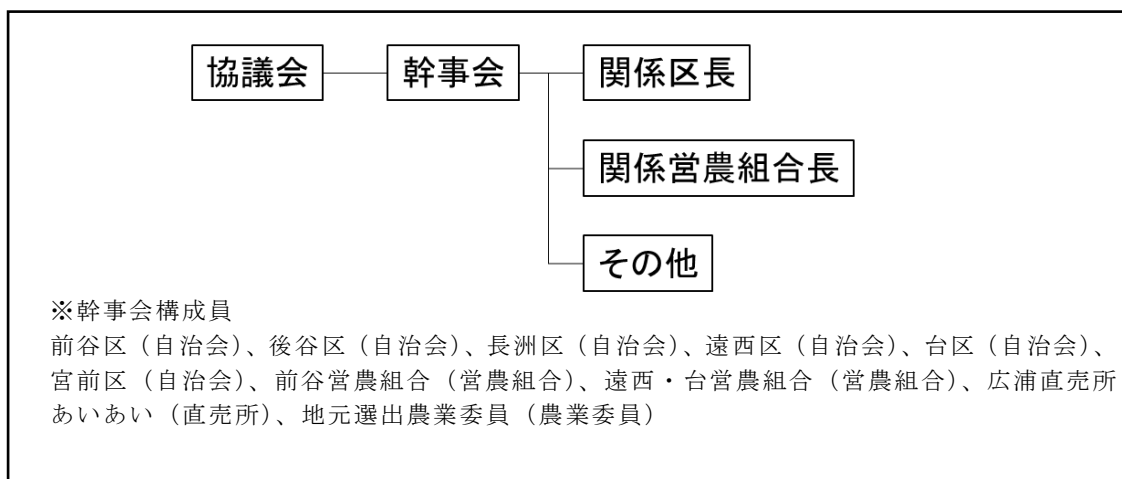 協議会
幹事会
関係区長
関係営農組合長
その他
※幹事会構成員
前谷区（自治会）、後谷区（自治会）、長洲区（自治会）、遠西区（自治会）、台区（自治会）、
宮前区（自治会）、前谷営農組合（営農組合）、遠西・台営農組合（営農組合）、広浦直売所
あいあい（直売所）、地元選出農業委員（農業委員）